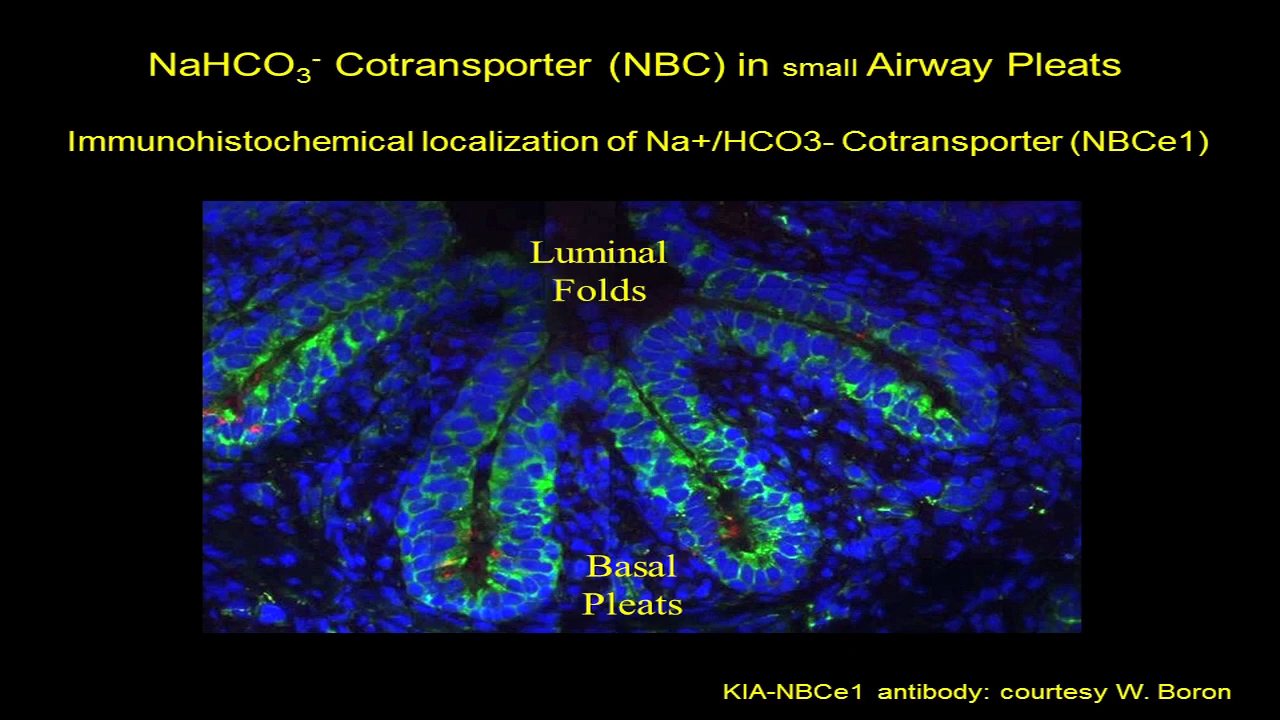 NaHCO3- Cotransporter (NBC) in small Airway Pleats
Immunohistochemical localization of Na+/HCO3- Cotransporter (NBCe1)
Luminal
Folds
Basal
Pleats
KIA-NBCe1 antibody: courtesy W. Boron